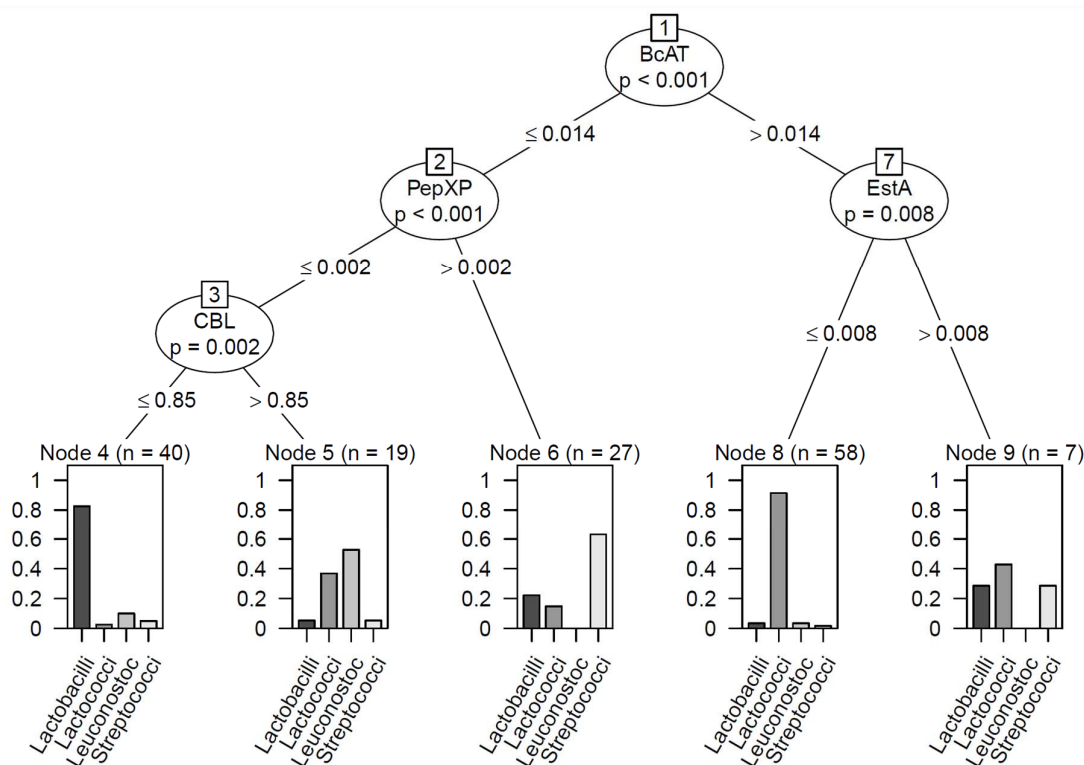 1
BcAT
p < 0.001
≤ 0.014
> 0.014
2
PepXP
p < 0.001
7
EstA
p = 0.008
≤ 0.002
> 0.002
3
CBL
p = 0.002
≤ 0.008
> 0.008
≤ 0.85
> 0.85
Node 4 (n = 40)
1
0.8
0.6
0.4
0.2
0
Lactobacilli
Lactococci
Leuconostoc
Streptococci
Node 5 (n = 19)
1
0.8
0.6
0.4
0.2
0
Lactobacilli
Lactococci
Leuconostoc
Streptococci
Node 6 (n = 27)
1
0.8
0.6
0.4
0.2
0
Lactobacilli
Lactococci
Leuconostoc
Streptococci
Node 8 (n = 58)
1
0.8
0.6
0.4
0.2
0
Lactobacilli
Lactococci
Leuconostoc
Streptococci
Node 9 (n = 7)
1
0.8
0.6
0.4
0.2
0
Lactobacilli
Lactococci
Leuconostoc
Streptococci